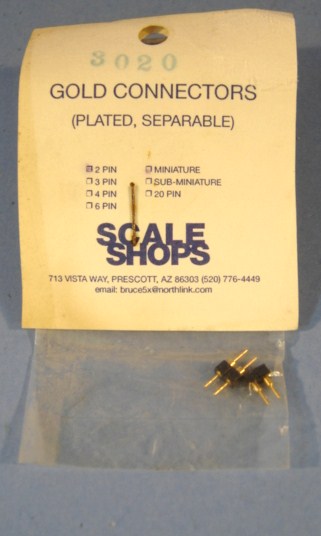 3020
GOLD CONNECTORS
(PLATED, SEPARABLE)
2 PIN MINIATURE
3 PIN SUB-MINIATURE
4 PIN 20 PIN
6 PIN
SCALE
SHOPS
713 VISTA WAY, PRESCOTT, AZ 86303 (520) 776-4449
email: bruce5x@northlink.com